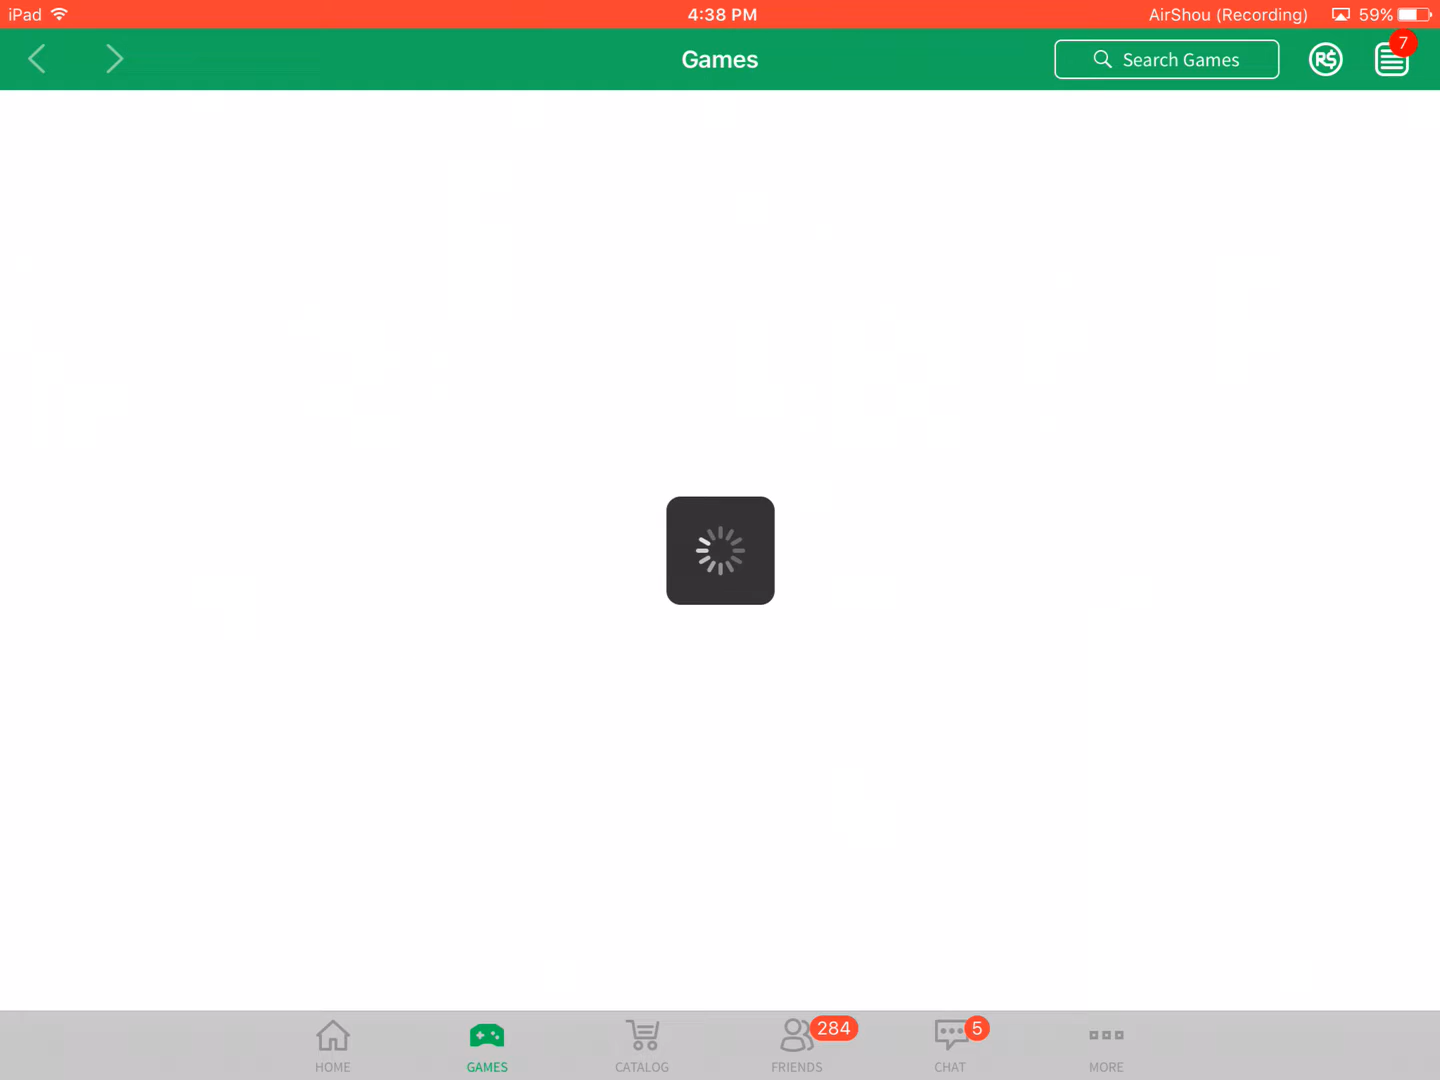 iPad 4:38 PM AirShou (Recording) 59%
Games Search Games R$ 7
HOME GAMES CATALOG FRIENDS 284 CHAT 5 MORE